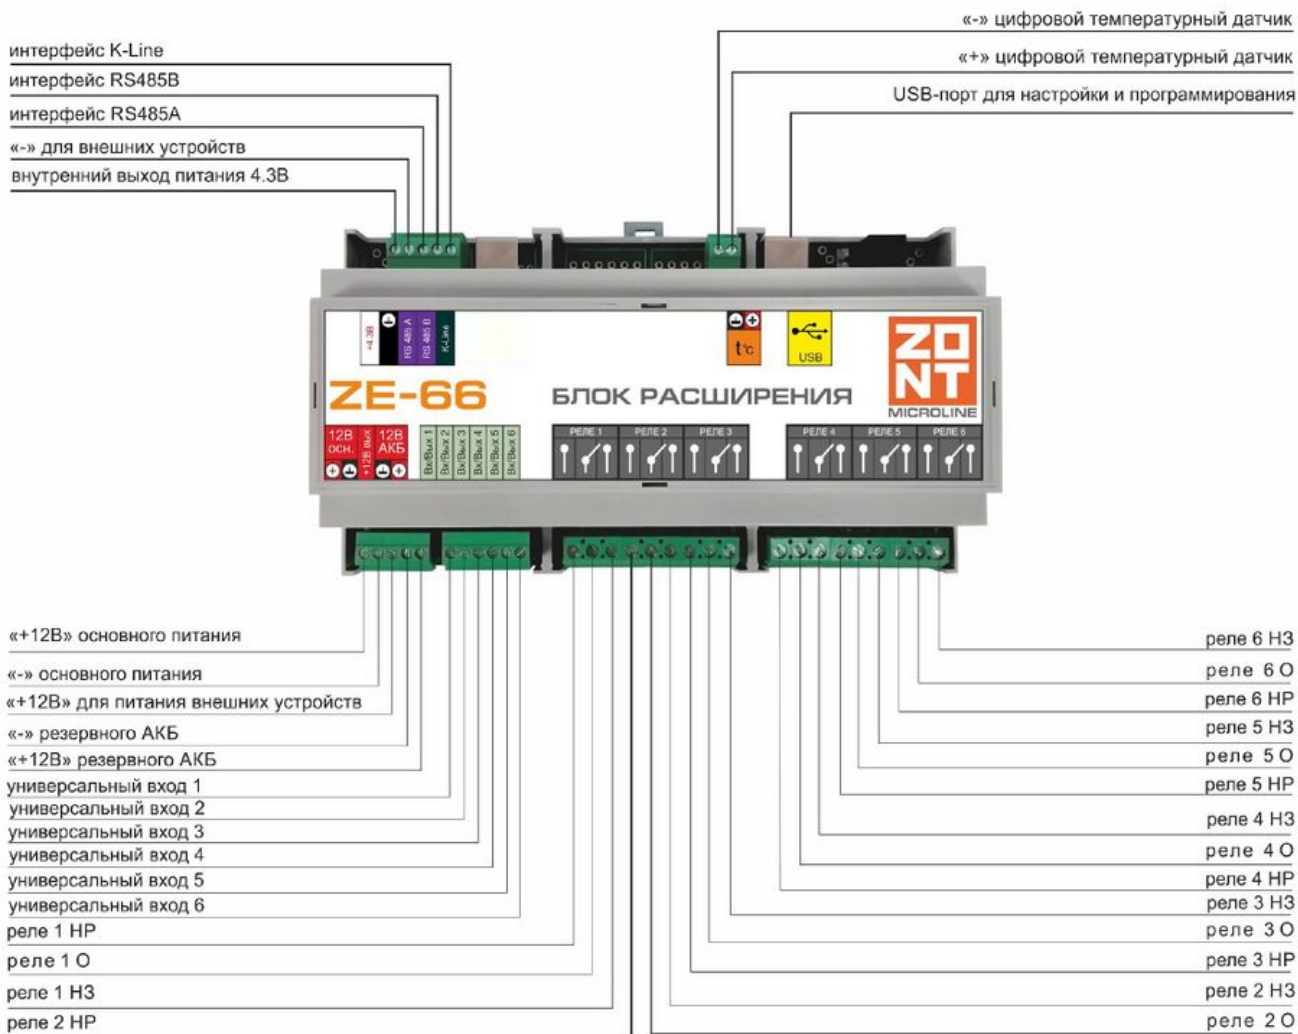 «-» цифровой температурный датчик
«+» цифровой температурный датчик
USB-порт для настройки и программирования
интерфейс K-Line
интерфейс RS485B
интерфейс RS485A
«-» для внешних устройств
внутренний выход питания 4.3В
+4.3В
RS 485 A
RS 485 B
K-Line
t°C
USB
ZONT
MICROLINE
ZE-66
БЛОК РАСШИРЕНИЯ
12В осн.
+12В вых
12В АКБ
Вх/Вых 1
Вх/Вых 2
Вх/Вых 3
Вх/Вых 4
Вх/Вых 5
Вх/Вых 6
РЕЛЕ 1
РЕЛЕ 2
РЕЛЕ 3
РЕЛЕ 4
РЕЛЕ 5
РЕЛЕ 6
«+12В» основного питания
«-» основного питания
«+12В» для питания внешних устройств
«-» резервного АКБ
«+12В» резервного АКБ
универсальный вход 1
универсальный вход 2
универсальный вход 3
универсальный вход 4
универсальный вход 5
универсальный вход 6
реле 1 НР
реле 1 О
реле 1 НЗ
реле 2 НР
реле 6 НЗ
реле 6 О
реле 6 НР
реле 5 НЗ
реле 5 О
реле 5 НР
реле 4 НЗ
реле 4 О
реле 4 НР
реле 3 НЗ
реле 3 О
реле 3 НР
реле 2 НЗ
реле 2 О